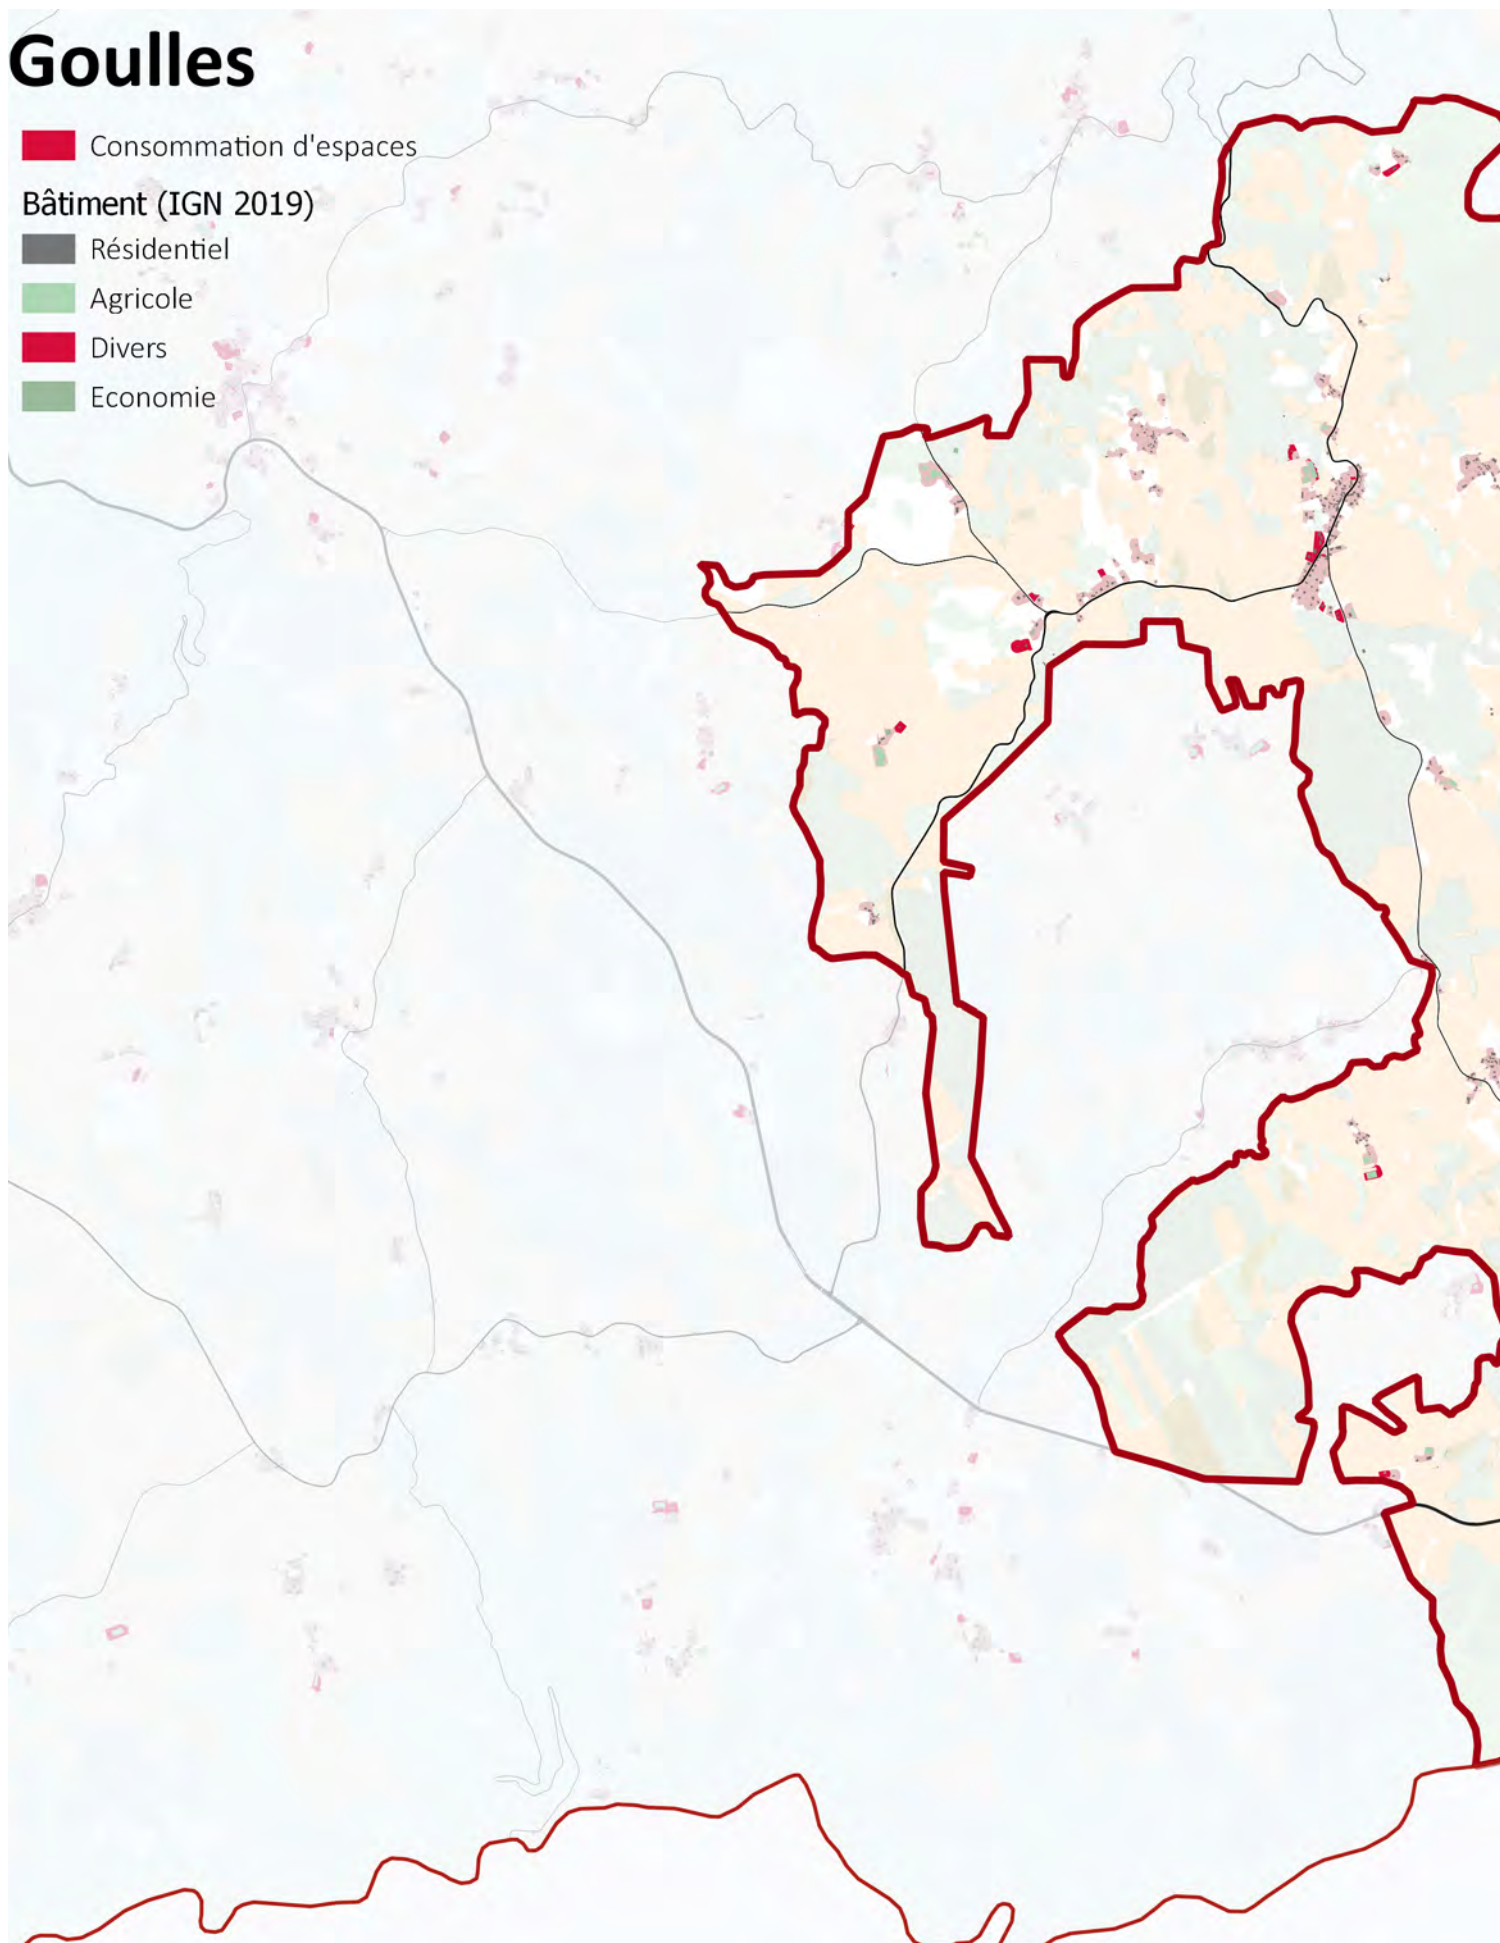 Goulles
Consommation d'espaces
Bâtiment (IGN 2019)
Résidentiel
Agricole
Divers
Economie